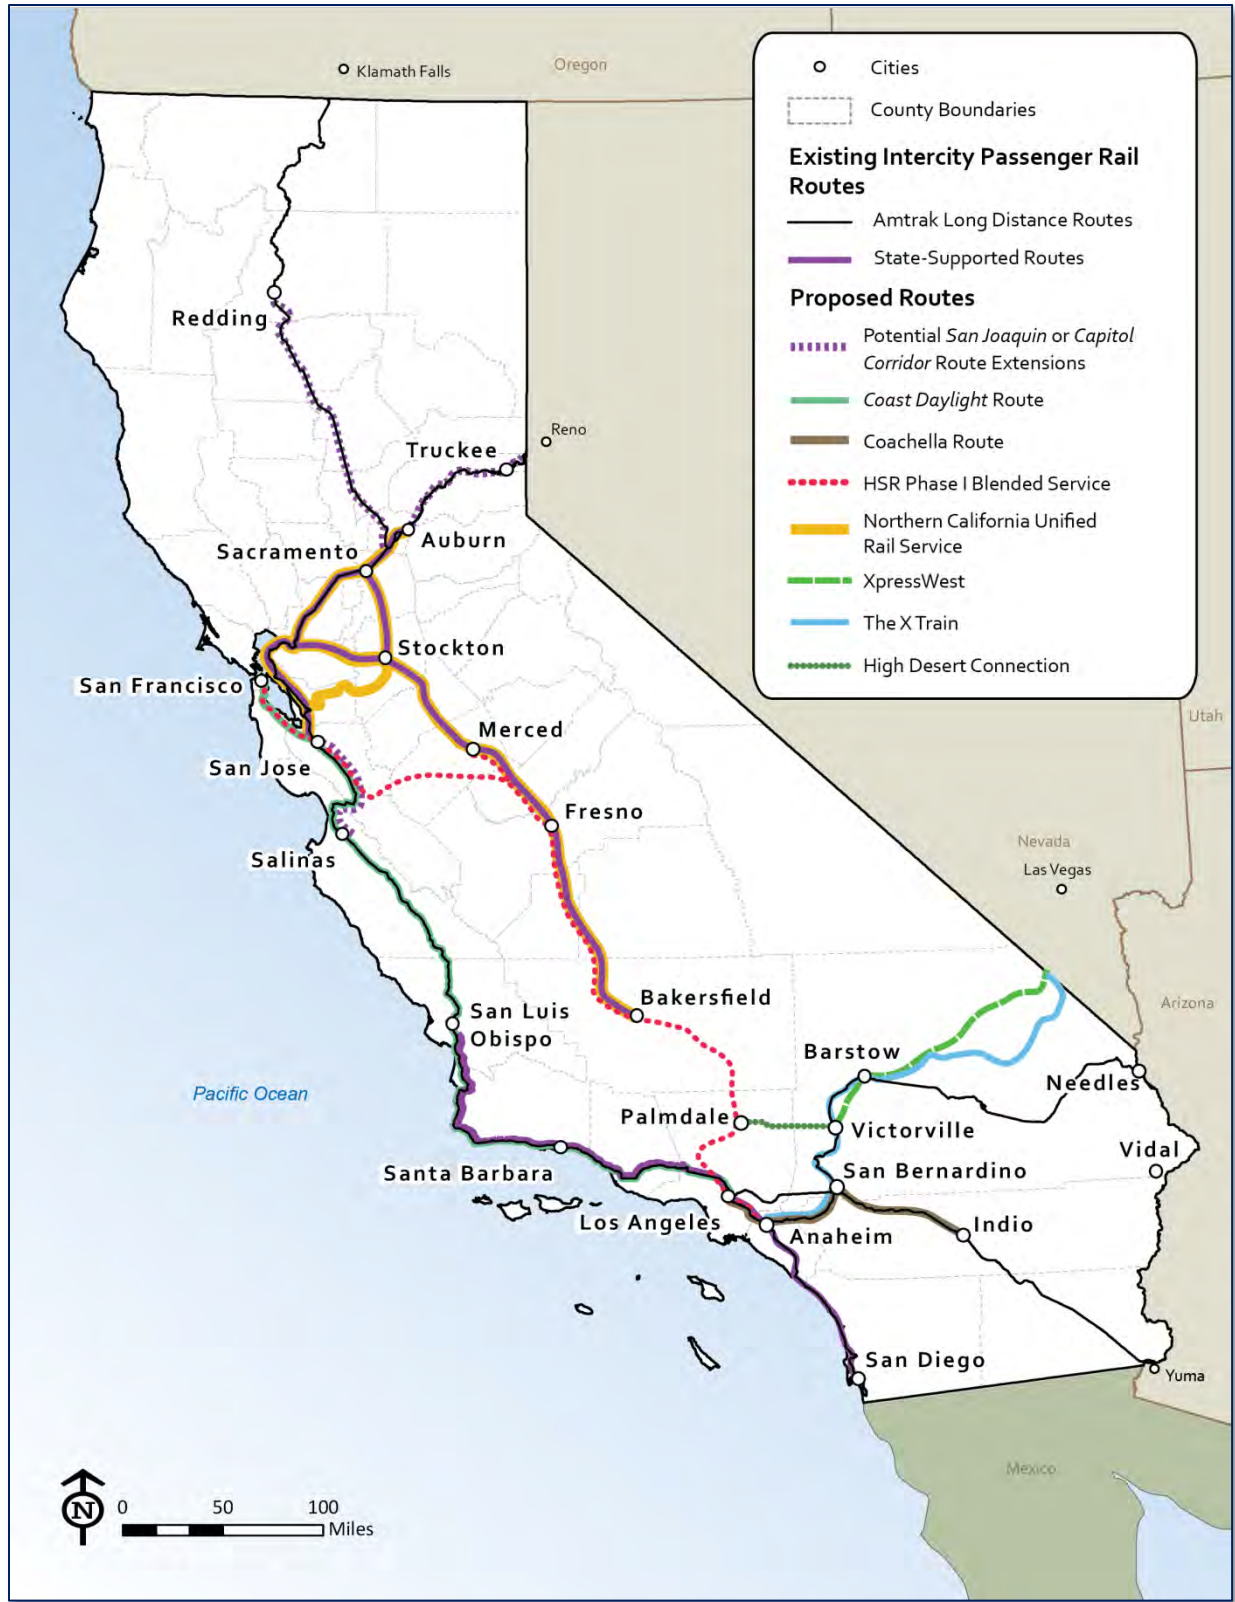 Klamath Falls
Oregon
Cities
County Boundaries
Existing Intercity Passenger Rail
Routes
Amtrak Long Distance Routes
State-Supported Routes
Proposed Routes
Potential San Joaquin or Capitol
Corridor Route Extensions
Coast Daylight Route
Coachella Route
HSR Phase I Blended Service
Northern California Unified
Rail Service
XpressWest
The X Train
High Desert Connection
Redding
Reno
Truckee
Auburn
Sacramento
Stockton
San Francisco
Utah
Merced
San Jose
Fresno
Nevada
Salinas
Las Vegas
Bakersfield
Arizona
San Luis
Obispo
Barstow
Needles
Pacific Ocean
Palmdale
Victorville
Vidal
Santa Barbara
San Bernardino
Los Angeles
Indio
Anaheim
San Diego
Yuma
Mexico
N
0 50 100
Miles